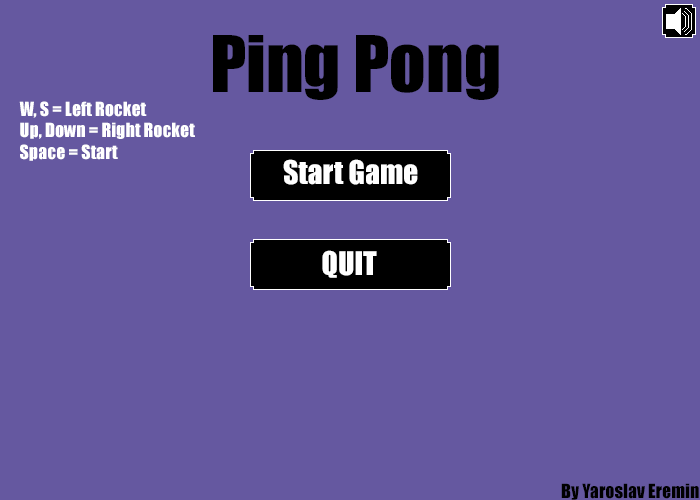 Ping Pong
W, S = Left Rocket
Up, Down = Right Rocket
Space = Start
Start Game
QUIT
By Yaroslav Eremin